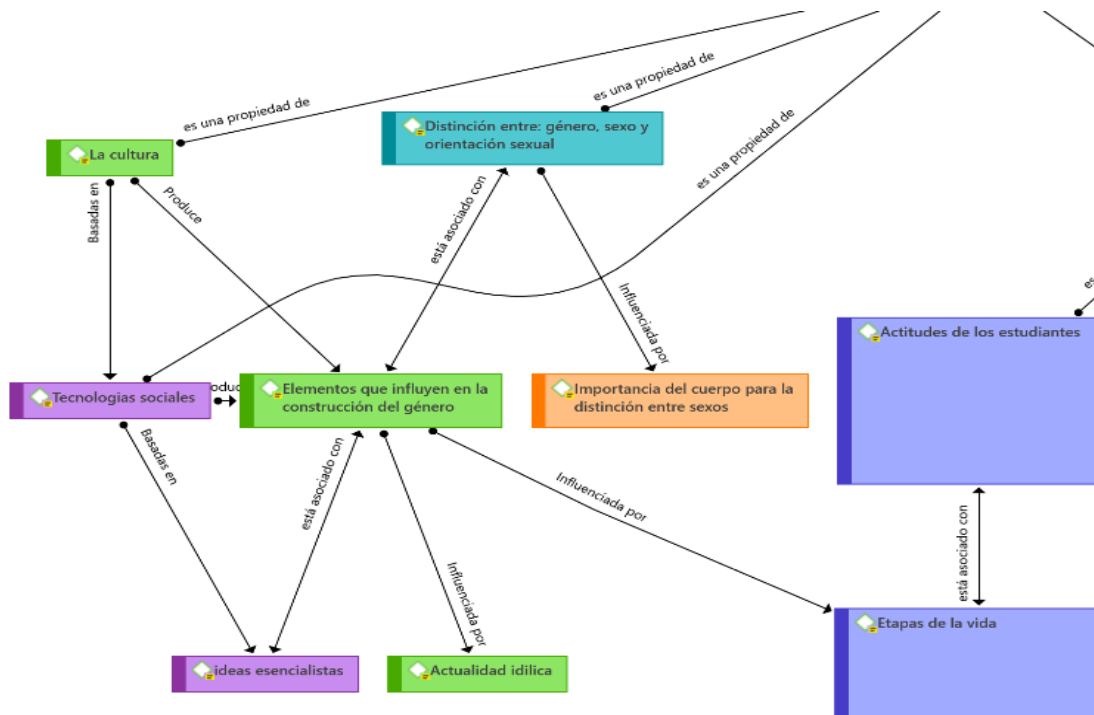 es una propiedad de
es una propiedad de
es una propiedad de
Distinción entre: género, sexo y
orientación sexual
La cultura
Basadas en
Produce
está asociado con
Influenciada por
es
Actitudes de los estudiantes
Tecnologias sociales
oduc
Elementos que influyen en la
construcción del género
Importancia del cuerpo para la
distinción entre sexos
Basadas en
está asociado con
Influenciada por
Influenciada por
está asociado con
Etapas de la vida
ideas esencialistas
Actualidad idilica